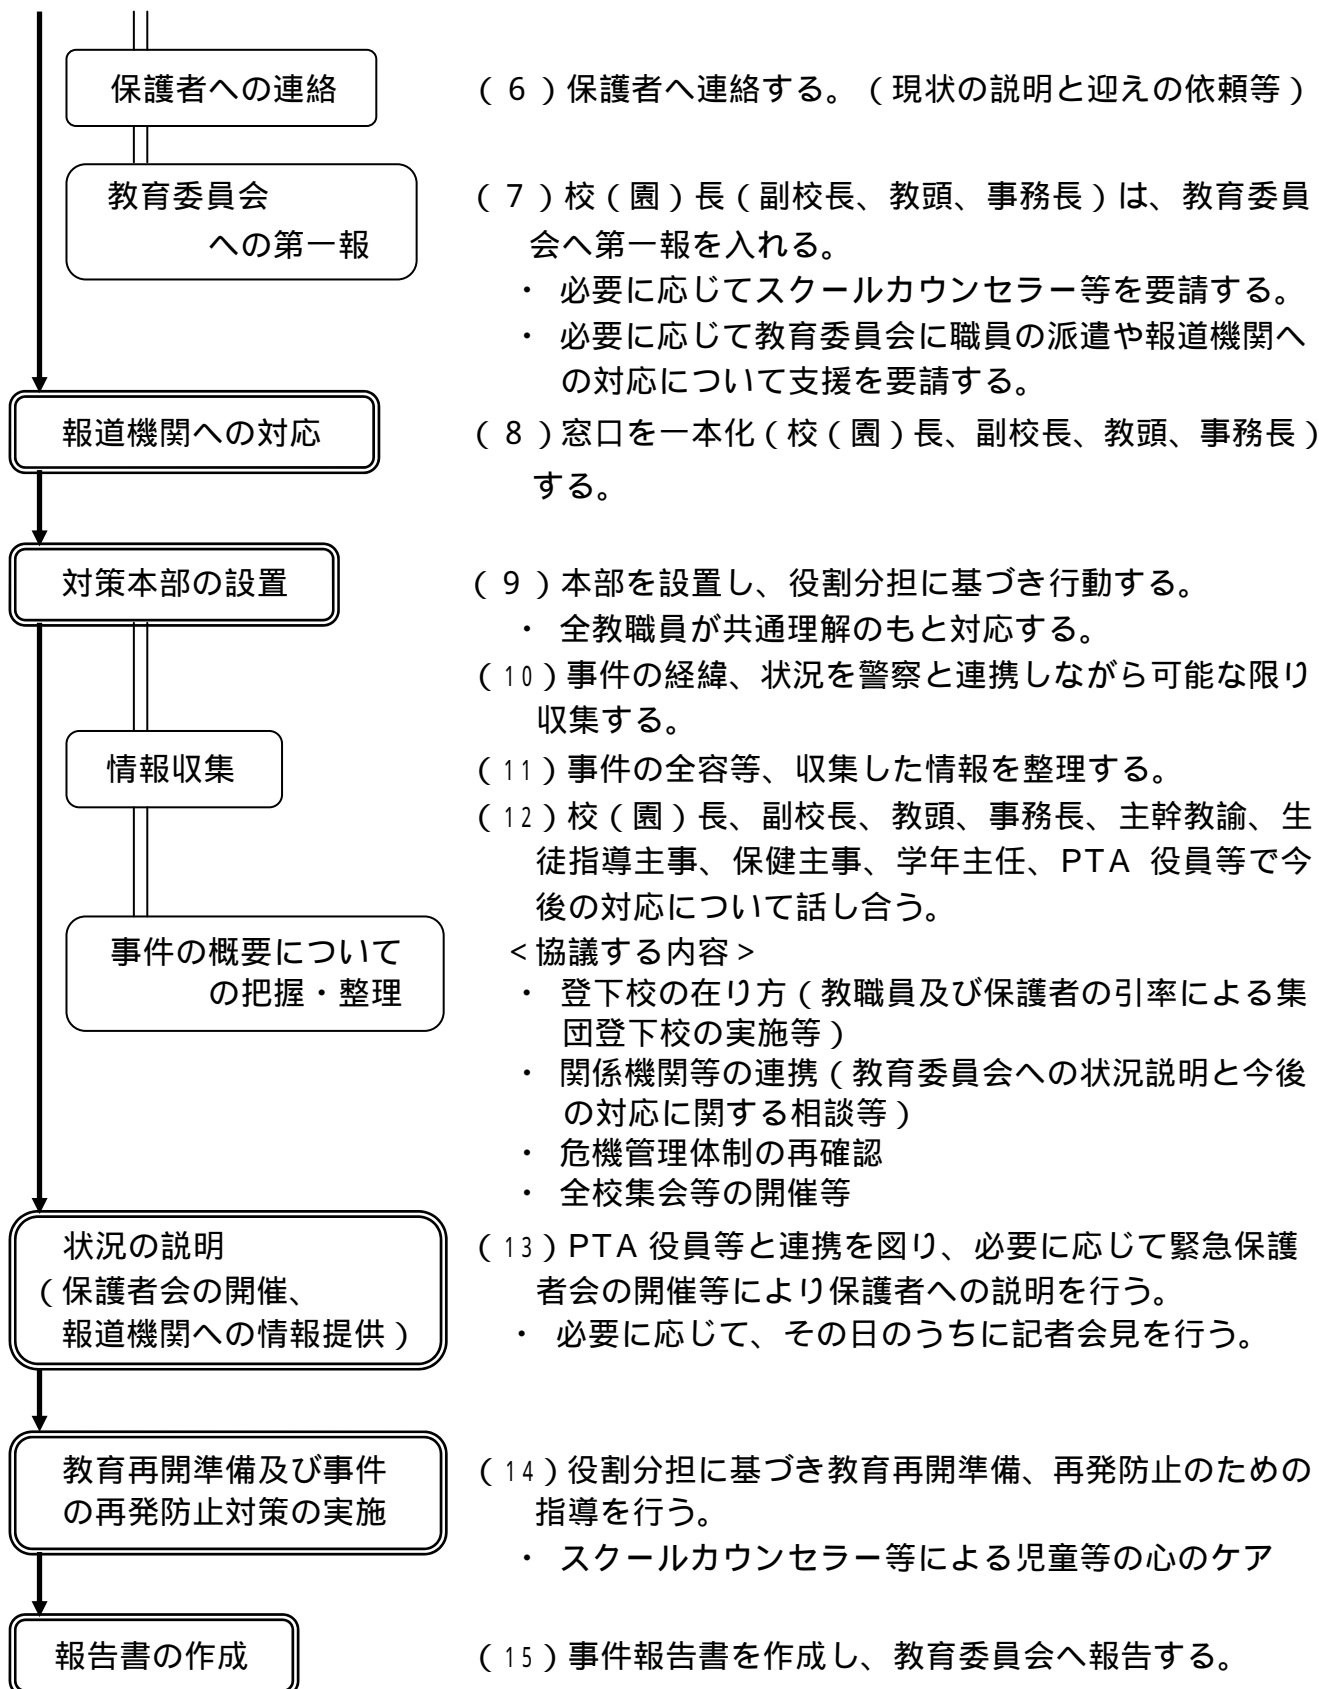 保護者への連絡
(6)保護者へ連絡する。(現状の説明と迎えの依頼等)
教育委員会
への第一報
(7)校(園)長(副校長、教頭、事務長)は、教育委員
会へ第一報を入れる。
・ 必要に応じてスクールカウンセラー等を要請する。
・ 必要に応じて教育委員会に職員の派遣や報道機関へ
の対応について支援を要請する。
報道機関への対応
(8)窓口を一本化(校(園)長、副校長、教頭、事務長)
する。
対策本部の設置
(9)本部を設置し、役割分担に基づき行動する。
・ 全教職員が共通理解のもと対応する。
(10)事件の経緯、状況を警察と連携しながら可能な限り
収集する。
情報収集
(11)事件の全容等、収集した情報を整理する。
(12)校(園)長、副校長、教頭、事務長、主幹教諭、生
徒指導主事、保健主事、学年主任、PTA 役員等で今
後の対応について話し合う。
事件の概要について
の把握・整理
<協議する内容>
・ 登下校の在り方(教職員及び保護者の引率による集
団登下校の実施等)
・ 関係機関等の連携(教育委員会への状況説明と今後
の対応に関する相談等)
・ 危機管理体制の再確認
・ 全校集会等の開催等
状況の説明
(保護者会の開催、
報道機関への情報提供)
(13)PTA 役員等と連携を図り、必要に応じて緊急保護
者会の開催等により保護者への説明を行う。
・ 必要に応じて、その日のうちに記者会見を行う。
教育再開準備及び事件
の再発防止対策の実施
(14)役割分担に基づき教育再開準備、再発防止のための
指導を行う。
・ スクールカウンセラー等による児童等の心のケア
報告書の作成
(15)事件報告書を作成し、教育委員会へ報告する。